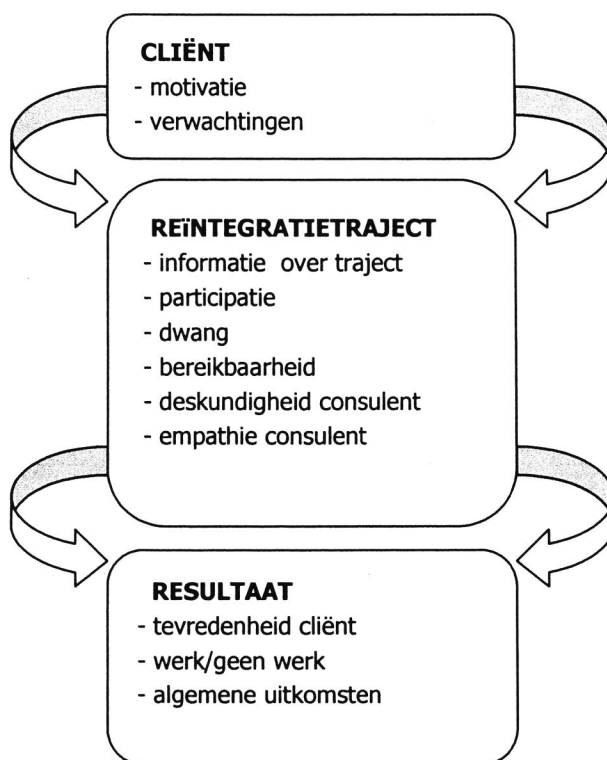 CLIËNT
- motivatie
- verwachtingen
REïNTEGRATIETRAJECT
- informatie over traject
- participatie
- dwang
- bereikbaarheid
- deskundigheid consulent
- empathie consulent
RESULTAAT
- tevredenheid cliënt
- werk/geen werk
- algemene uitkomsten